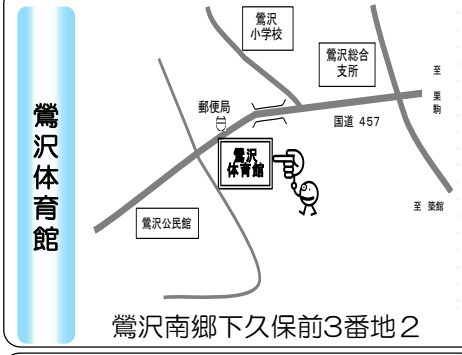 鶯沢体育館
鶯沢
小学校
鶯沢総合
支所
至 栗駒
郵便局
国道 457
鶯沢
体育館
至 築館
鶯沢公民館
鶯沢南郷下久保前3番地2